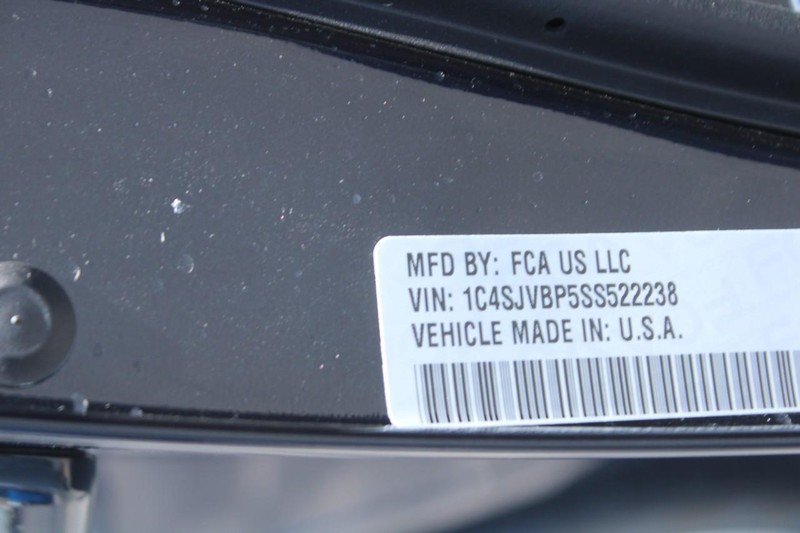 MFD BY: FCA US LLC
VIN: 1C4SJVBP5SS522238
VEHICLE MADE IN: U.S.A.